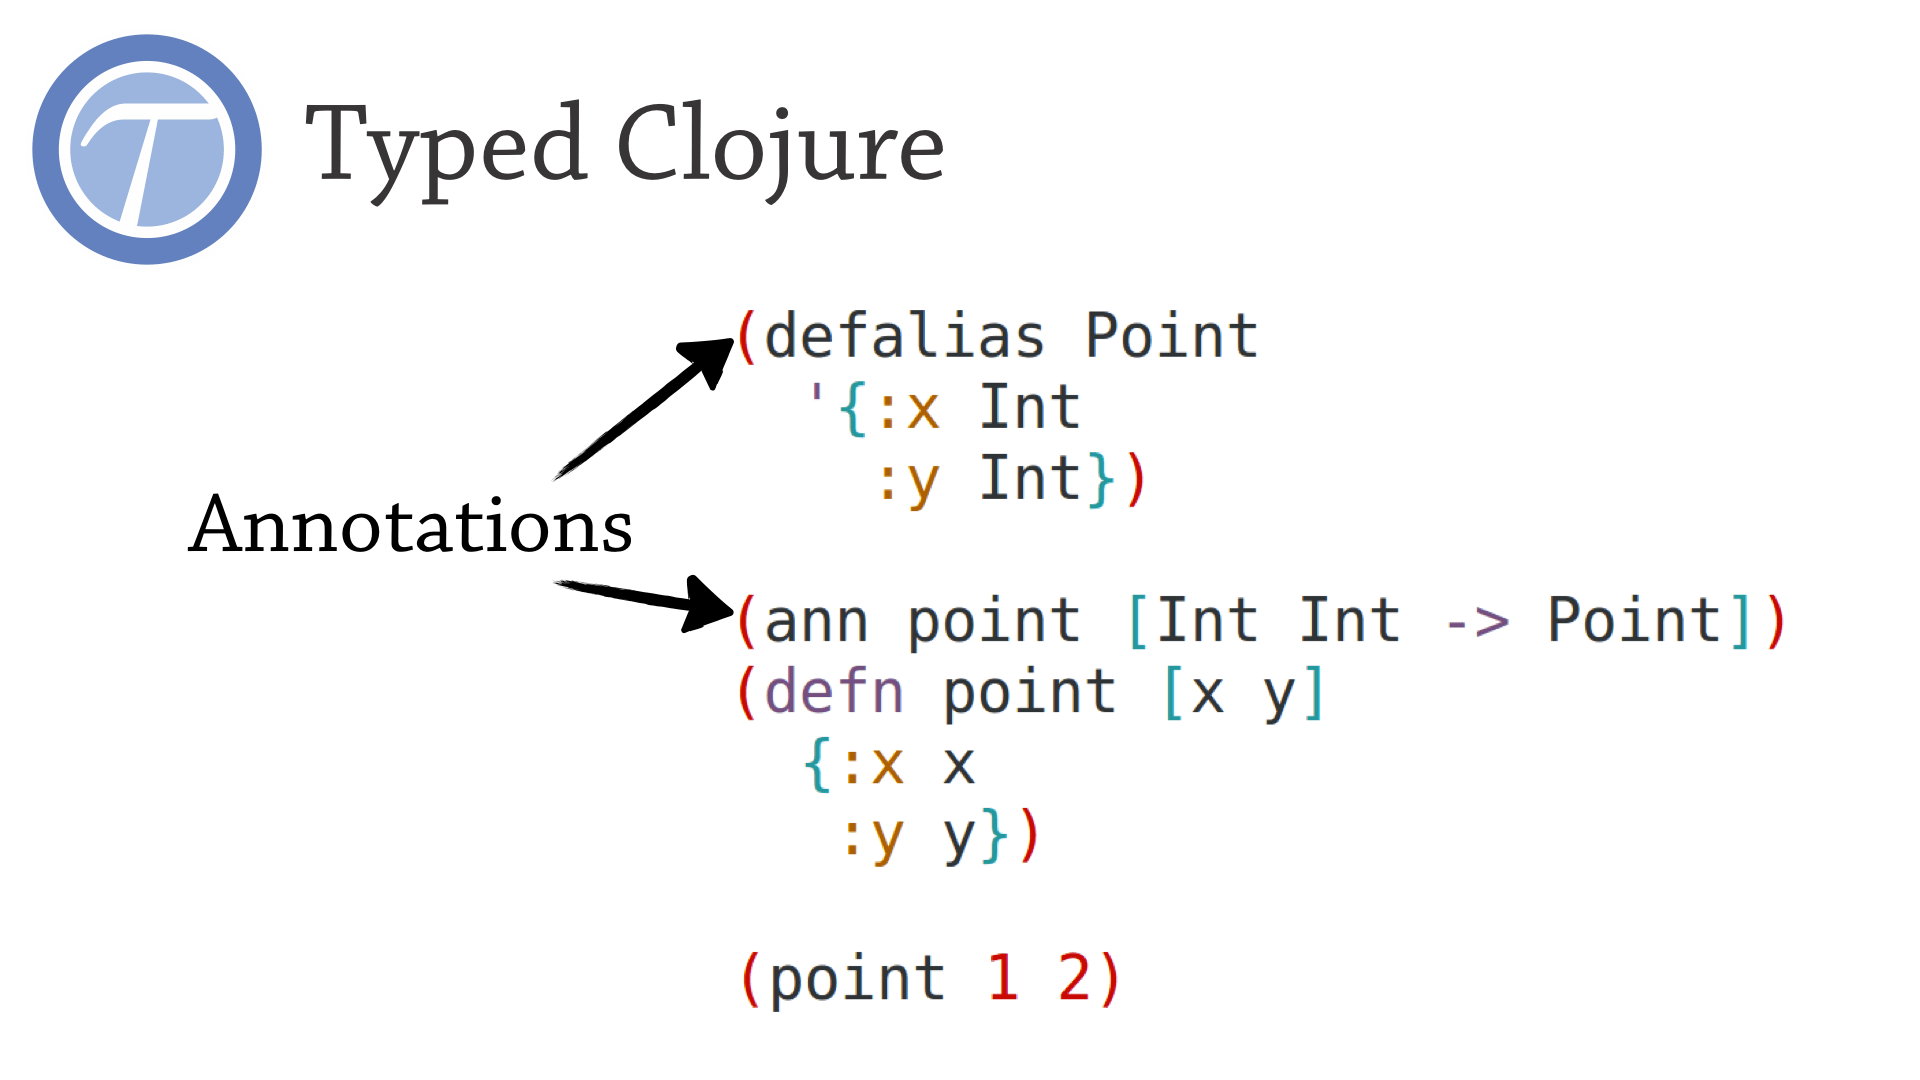 Typed Clojure
(defalias Point
'{:x Int
:y Int})
Annotations
(ann point [Int Int -> Point])
(defn point [x y]
{:x x
:y y})
(point 1 2)